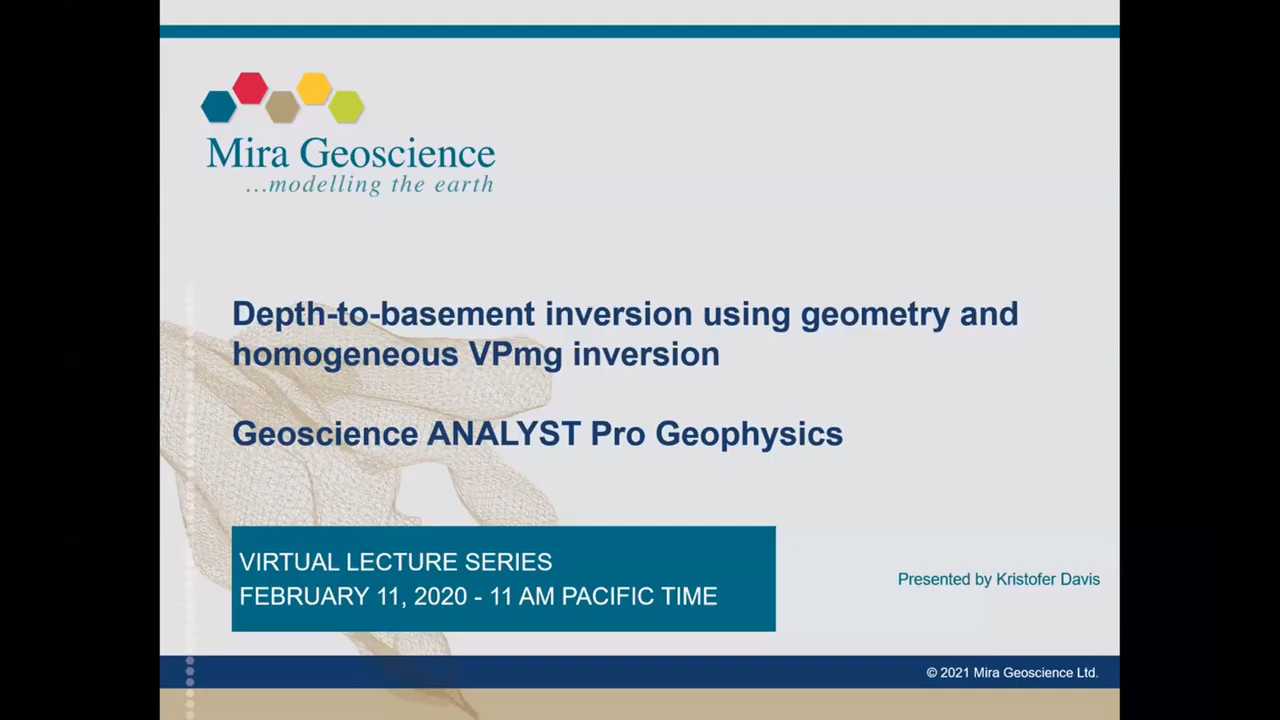 Mira Geoscience
...modelling the earth
Depth-to-basement inversion using geometry and
homogeneous VPmg inversion
Geoscience ANALYST Pro Geophysics
VIRTUAL LECTURE SERIES
FEBRUARY 11, 2020 - 11 AM PACIFIC TIME
Presented by Kristofer Davis
© 2021 Mira Geoscience Ltd.